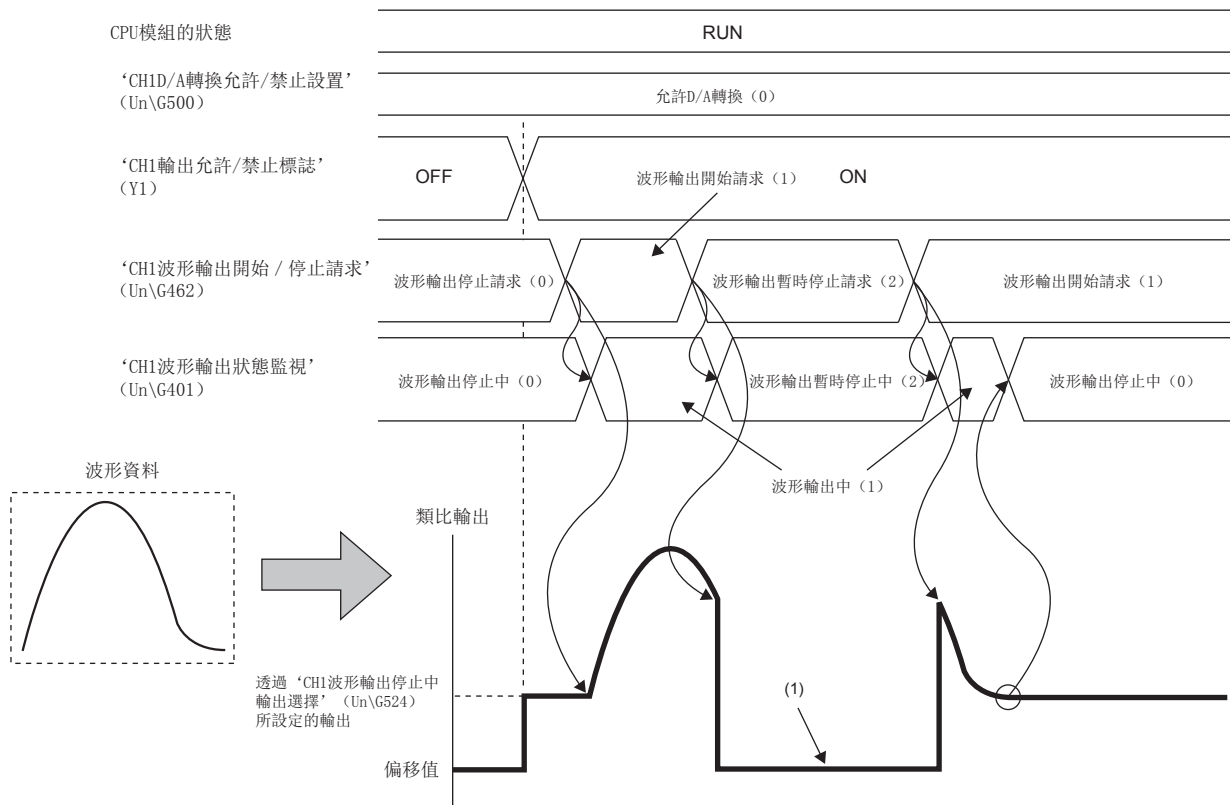 CPU模組的狀態
RUN
‘CH1D/A轉換允許/禁止設置’
（Un\G500）
允許D/A轉換（0）
‘CH1輸出允許/禁止標誌’
（Y1）
OFF
波形輸出開始請求（1）
ON
‘CH1波形輸出開始／停止請求’
（Un\G462）
波形輸出停止請求（0）
波形輸出暫時停止請求（2）
波形輸出開始請求（1）
‘CH1波形輸出狀態監視’
（Un\G401）
波形輸出停止中（0）
波形輸出暫時停止中（2）
波形輸出停止中（0）
波形資料
波形輸出中（1）
類比輸出
透過‘CH1波形輸出停止中
輸出選擇’（Un\G524）
所設定的輸出
(1)
偏移值